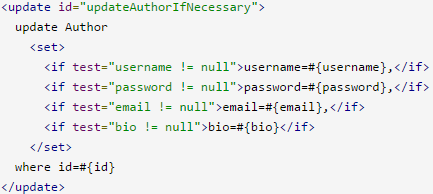 <update id="updateAuthorIfNecessary">
  update Author
    <set>
      <if test="username != null">username=#{username},</if>
      <if test="password != null">password=#{password},</if>
      <if test="email != null">email=#{email},</if>
      <if test="bio != null">bio=#{bio}</if>
    </set>
  where id=#{id}
</update>